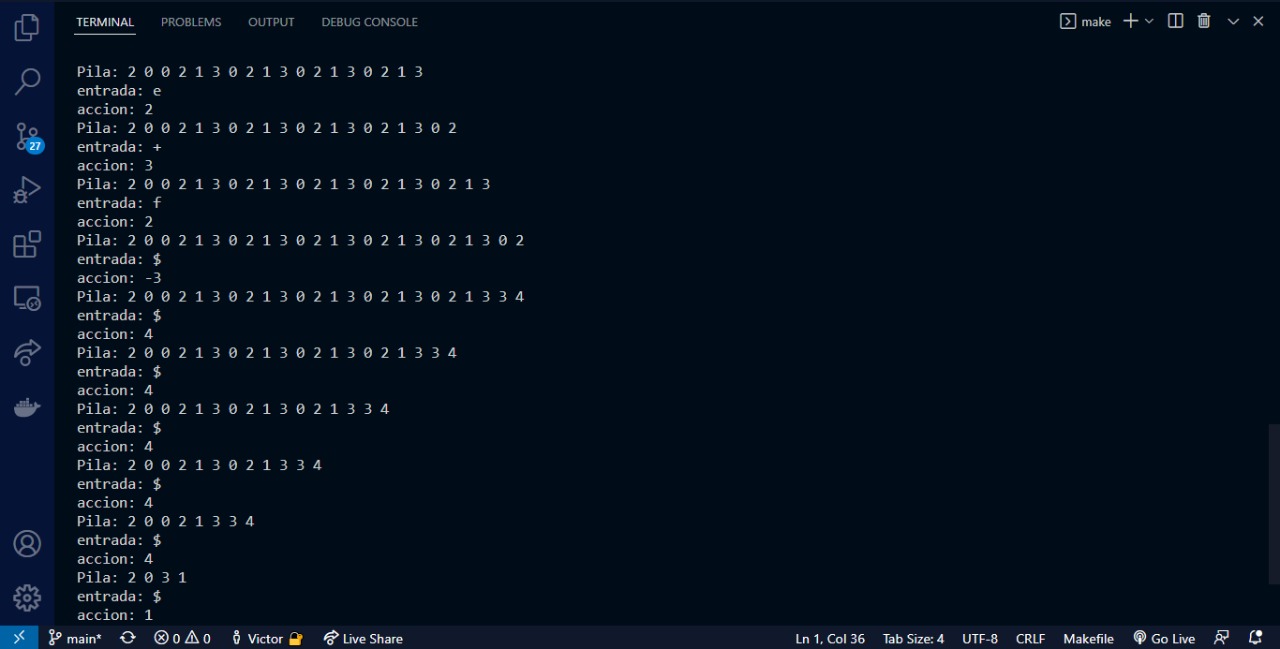 TERMINAL PROBLEMS OUTPUT DEBUG CONSOLE make
Pila: 2 0 0 2 1 3 0 2 1 3 0 2 1 3 0 2 1 3
entrada: e
accion: 2
Pila: 2 0 0 2 1 3 0 2 1 3 0 2 1 3 0 2 1 3 0 2
entrada: +
accion: 3
Pila: 2 0 0 2 1 3 0 2 1 3 0 2 1 3 0 2 1 3 0 2 1 3
entrada: f
accion: 2
Pila: 2 0 0 2 1 3 0 2 1 3 0 2 1 3 0 2 1 3 0 2 1 3 0 2
entrada: $
accion: -3
Pila: 2 0 0 2 1 3 0 2 1 3 0 2 1 3 0 2 1 3 0 2 1 3 3 4
entrada: $
accion: 4
Pila: 2 0 0 2 1 3 0 2 1 3 0 2 1 3 0 2 1 3 3 4
entrada: $
accion: 4
Pila: 2 0 0 2 1 3 0 2 1 3 0 2 1 3 3 4
entrada: $
accion: 4
Pila: 2 0 0 2 1 3 0 2 1 3 3 4
entrada: $
accion: 4
Pila: 2 0 0 2 1 3 3 4
entrada: $
accion: 4
Pila: 2 0 3 1
entrada: $
accion: 1
27
main* 0 0 Victor Live Share Ln 1, Col 36 Tab Size: 4 UTF-8 CRLF Makefile Go Live